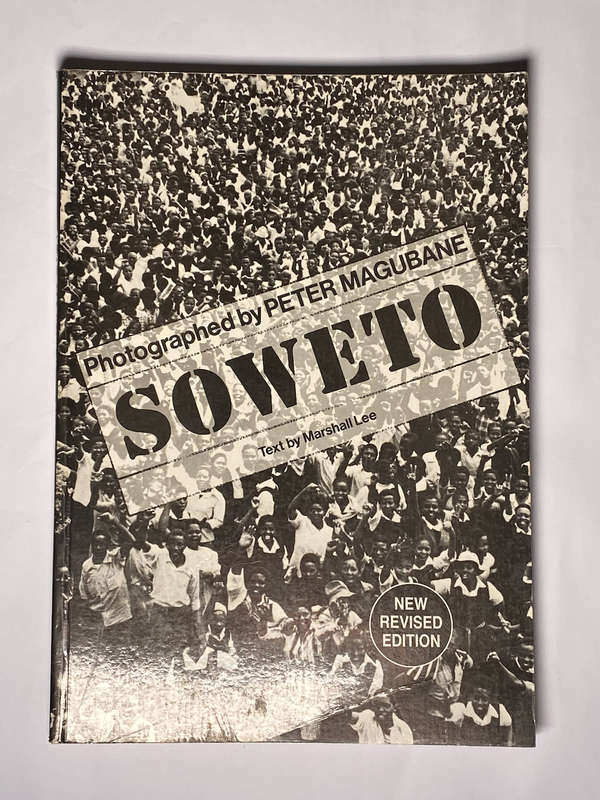 Photographed by PETER MAGUBANE
SOWETO
Text by Marshall Lee
NEW
REVISED
EDITION